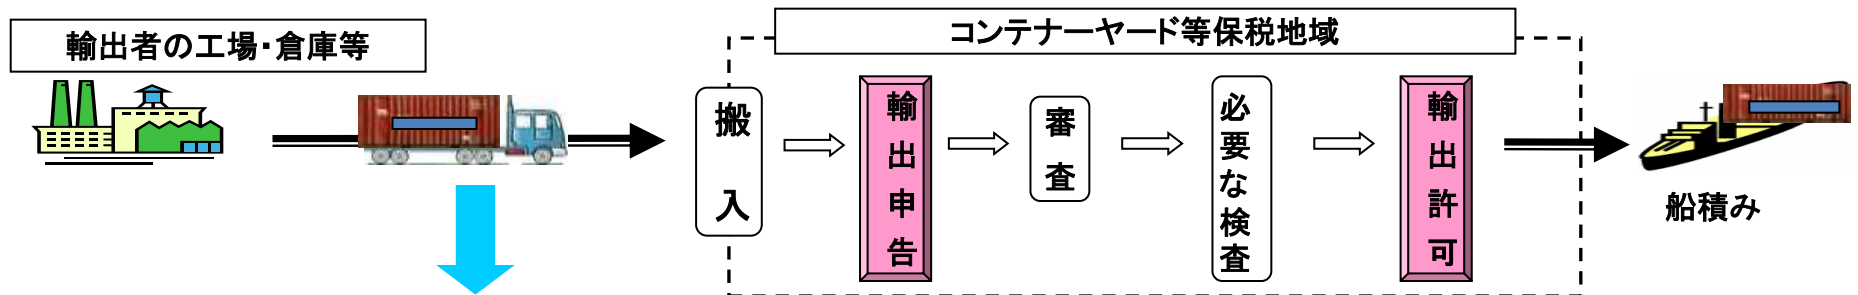 輸出者の工場・倉庫等
コンテナーヤード等保税地域
搬入
輸出申告
審査
必要な検査
輸出許可
船積み